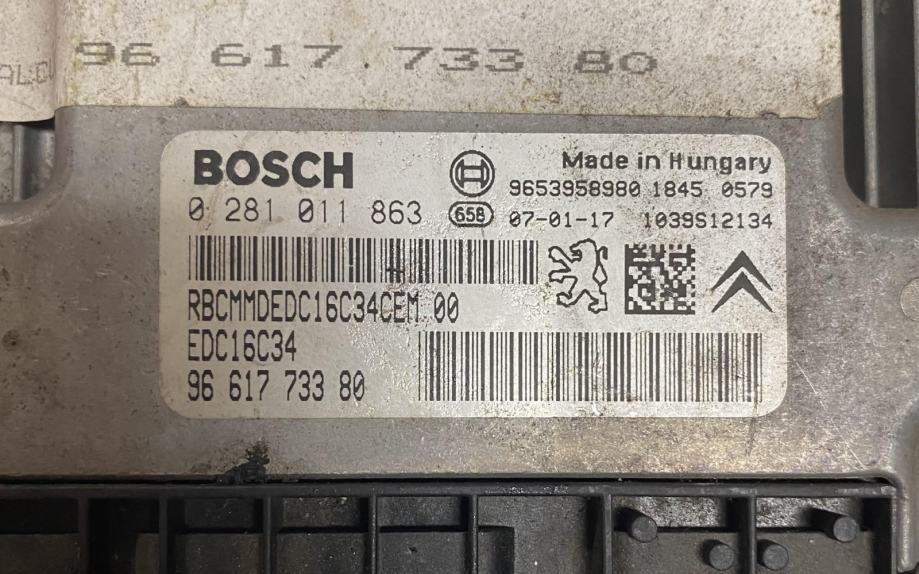 96 617 733 80
BOSCH
Made in Hungary
9653958980 1845 0579
0 281 011 863 658 07-01-17 1039S12134
RBCMMDEDC16C34CEM 00
EDC16C34
96 617 733 80